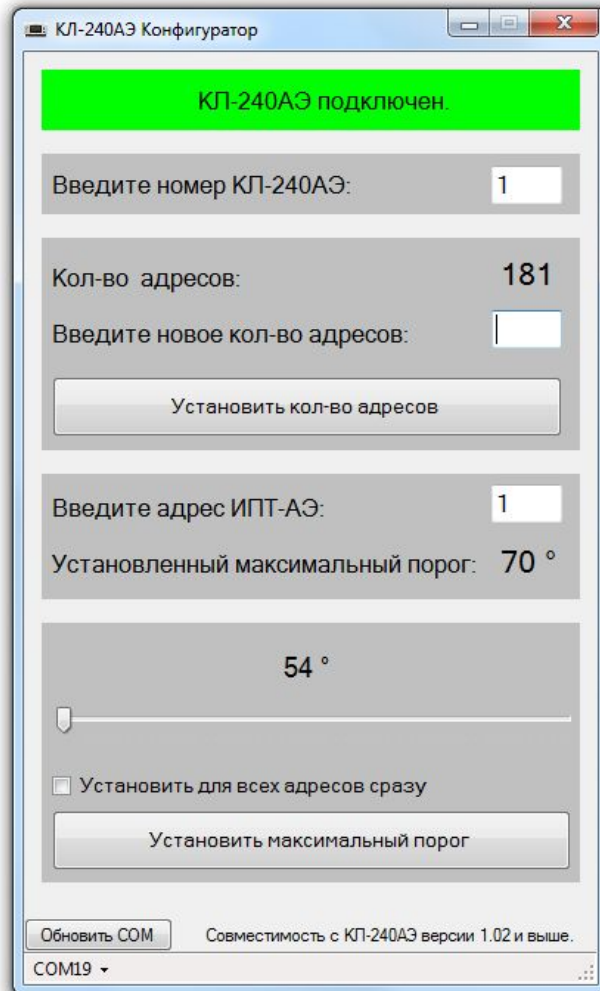 КЛ-240АЭ Конфигуратор
КЛ-240АЭ подключен.
Введите номер КЛ-240АЭ: 1
Кол-во адресов: 181
Введите новое кол-во адресов:
Установить кол-во адресов
Введите адрес ИПТ-АЭ: 1
Установленный максимальный порог: 70 °
54 °
Установить для всех адресов сразу
Установить максимальный порог
Обновить COM Совместимость с КЛ-240АЭ версии 1.02 и выше.
COM19